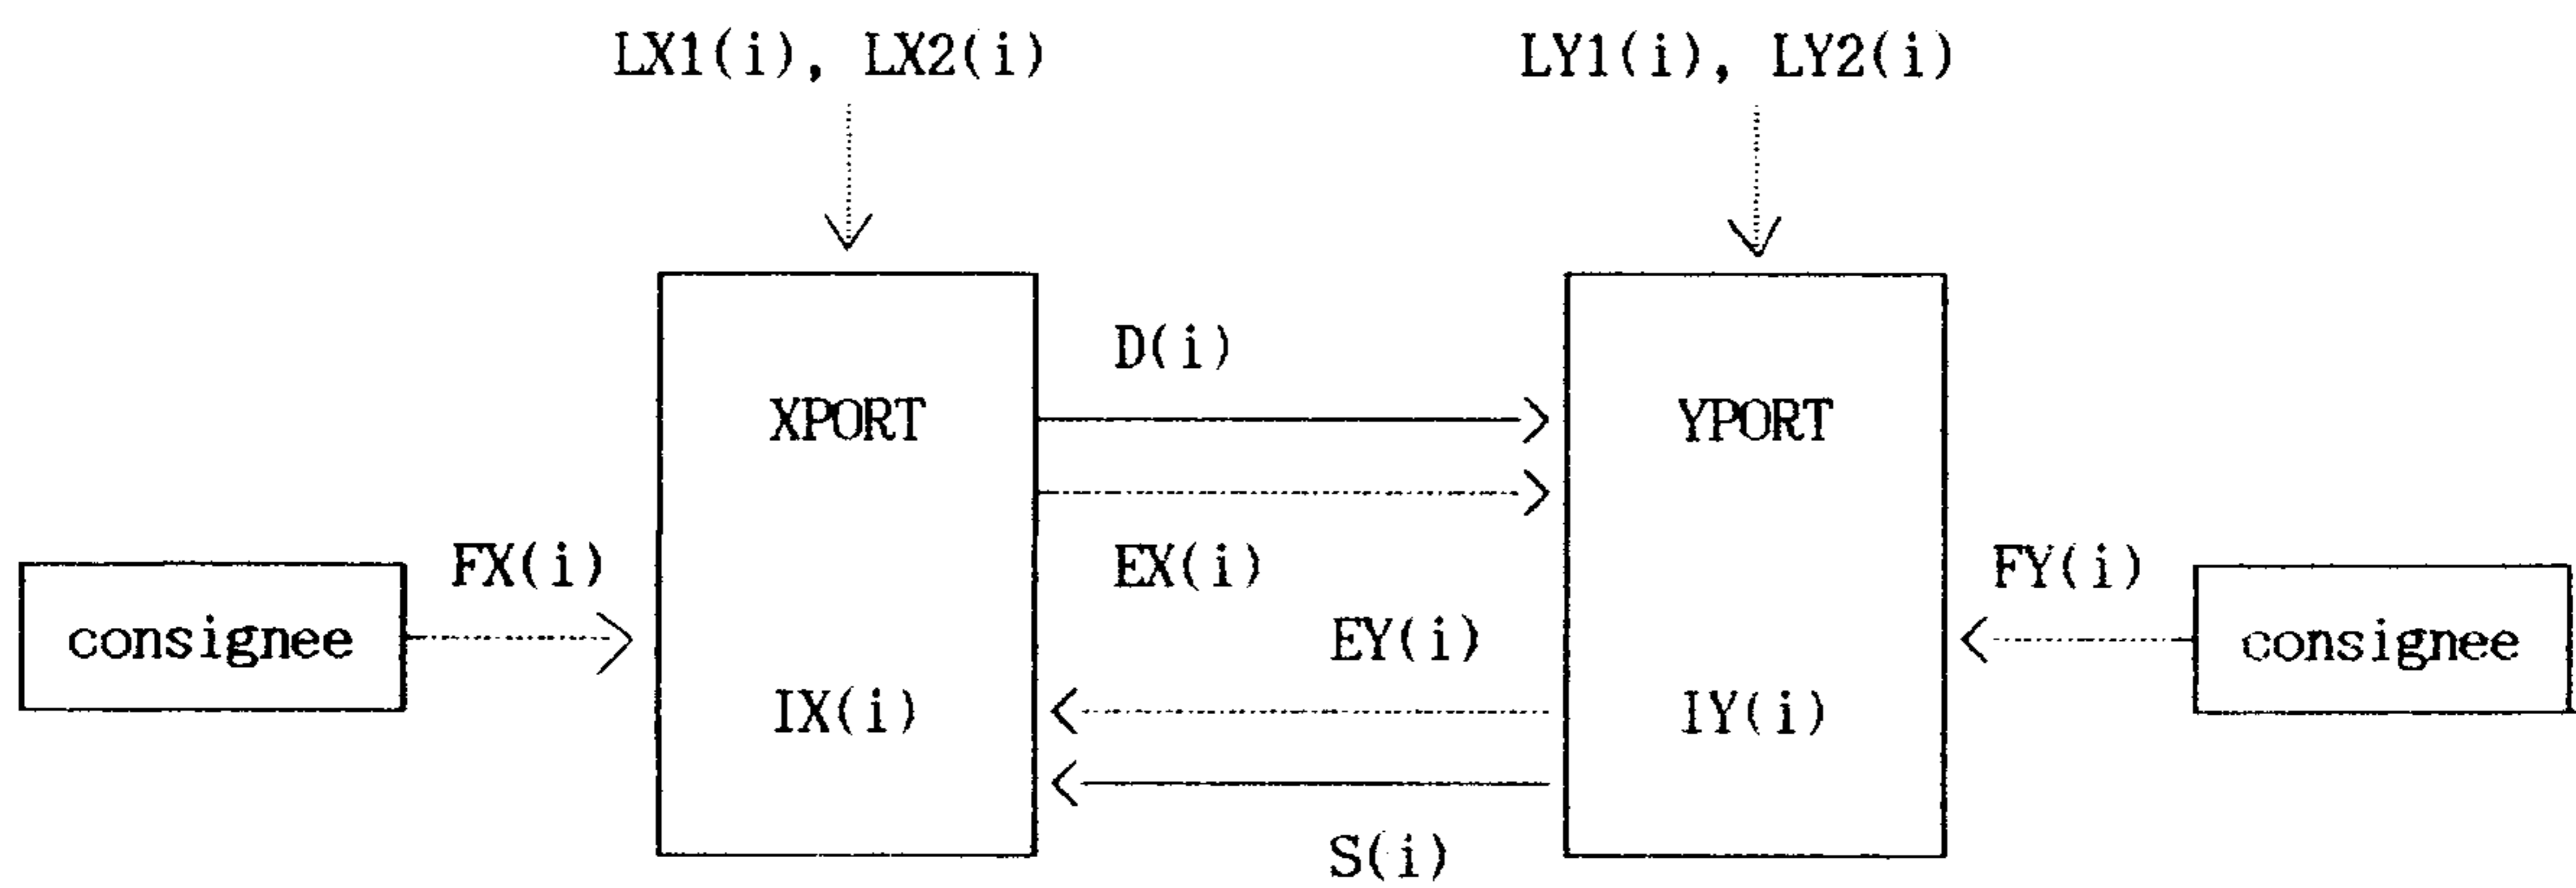 LX1(i), LX2(i)
LY1(i), LY2(i)
D(i)
XPORT
YPORT
FX(i)
EX(i)
FY(i)
consignee
EY(i)
consignee
IX(i)
IY(i)
S(i)